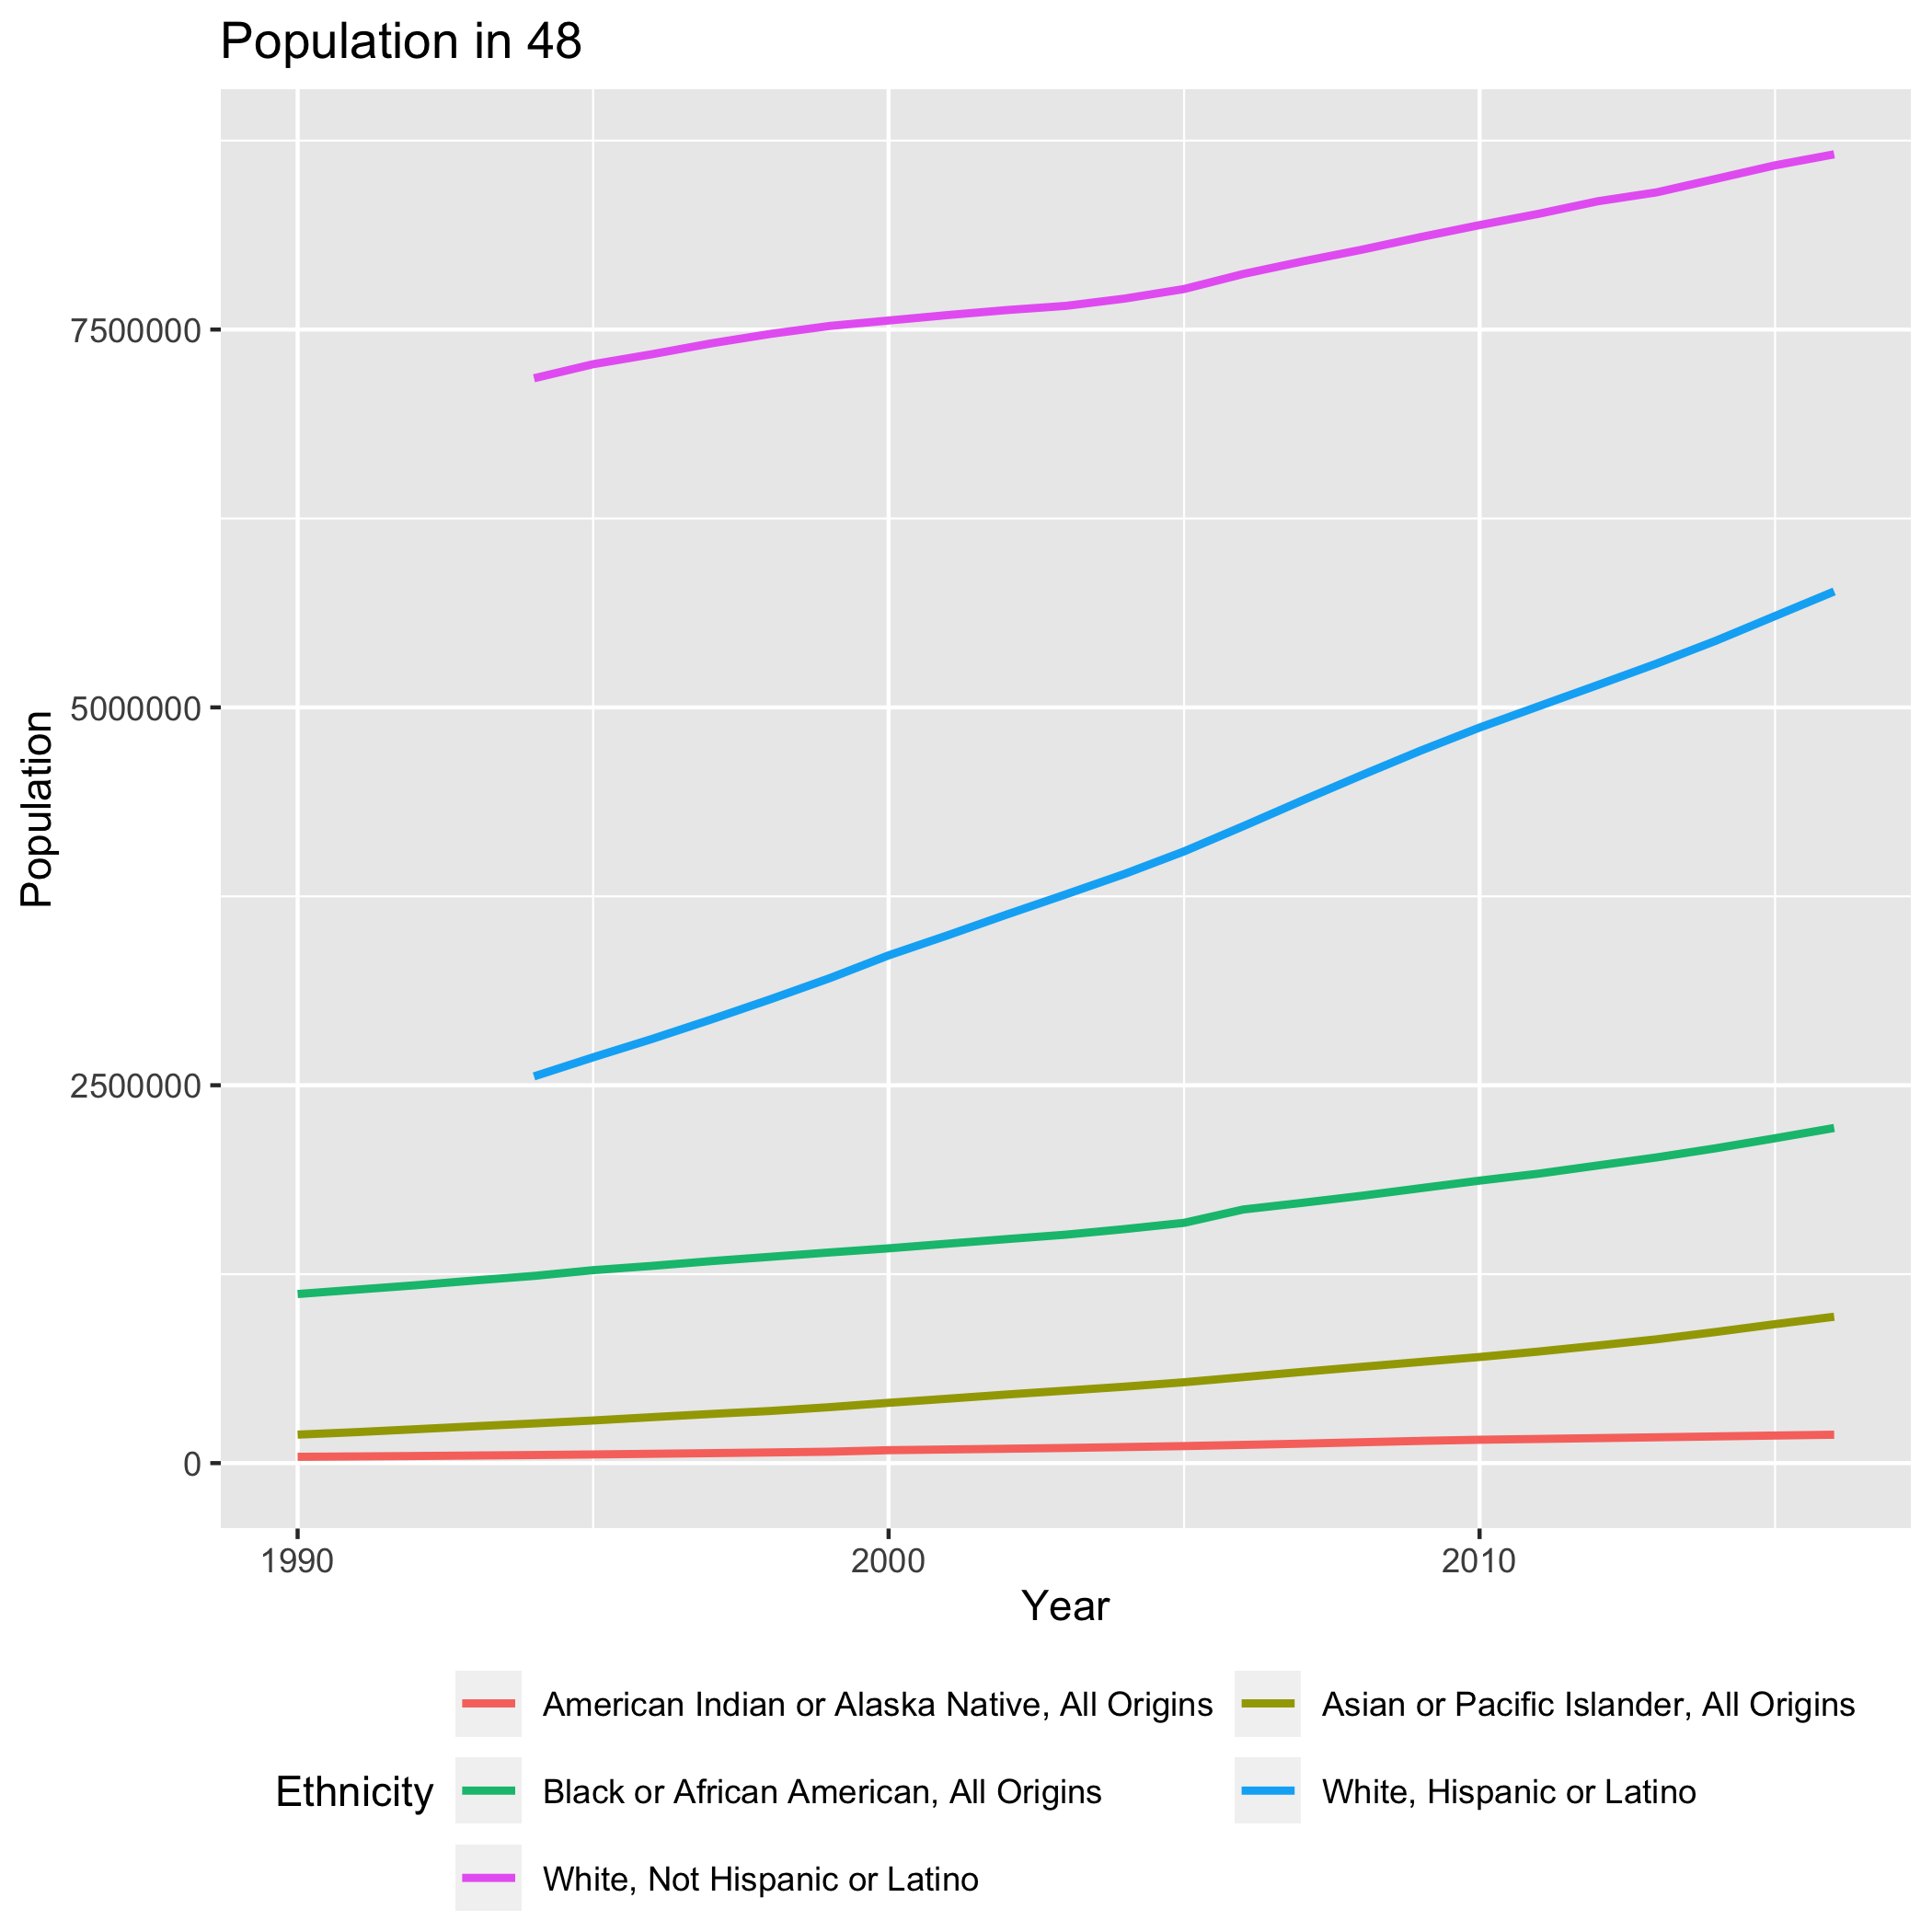 Population in 48
Population
7500000
5000000
2500000
0
1990
2000
2010
Year
Ethnicity
American Indian or Alaska Native, All Origins
Asian or Pacific Islander, All Origins
Black or African American, All Origins
White, Hispanic or Latino
White, Not Hispanic or Latino